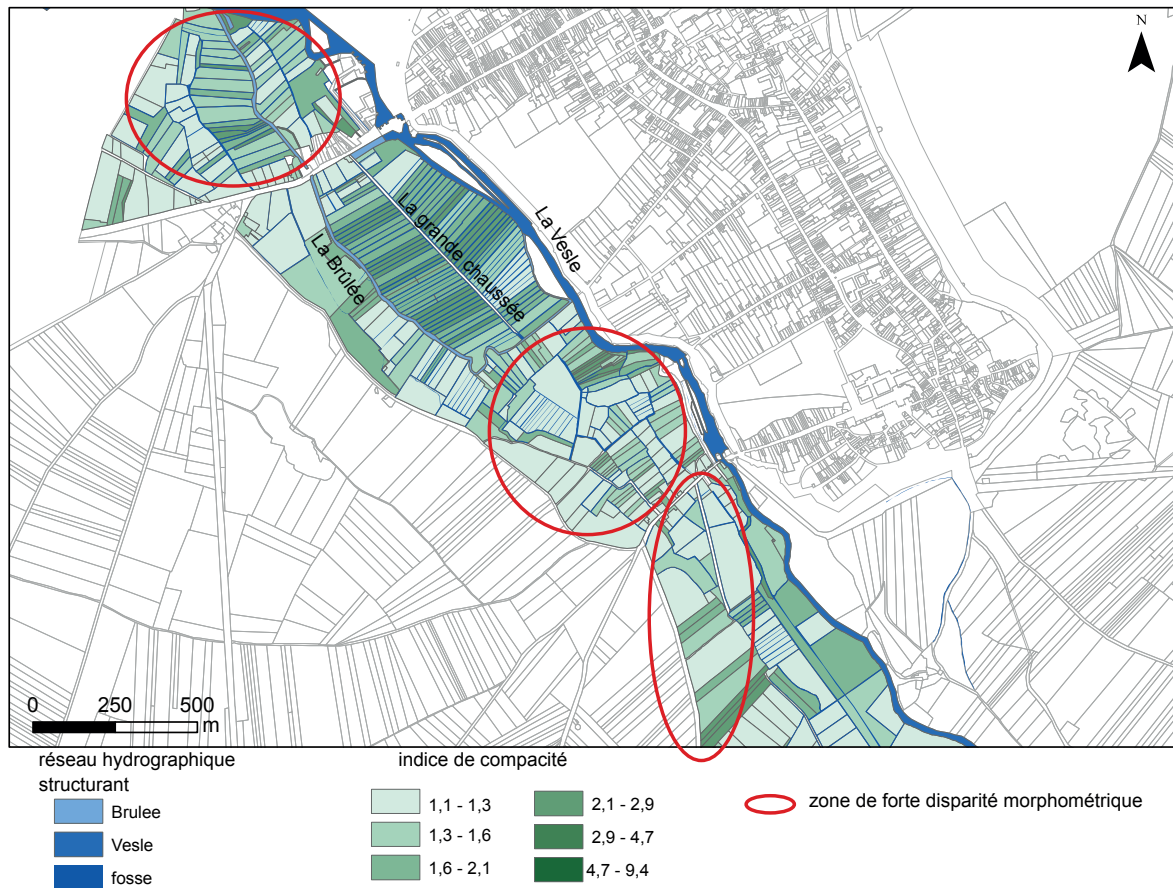 N
La Vesle
La grande chaussée
La Brûlée
0 250 500
m
réseau hydrographique
structurant
Brulee
Vesle
fosse
indice de compacité
1,1 - 1,3
1,3 - 1,6
1,6 - 2,1
2,1 - 2,9
2,9 - 4,7
4,7 - 9,4
zone de forte disparité morphométrique